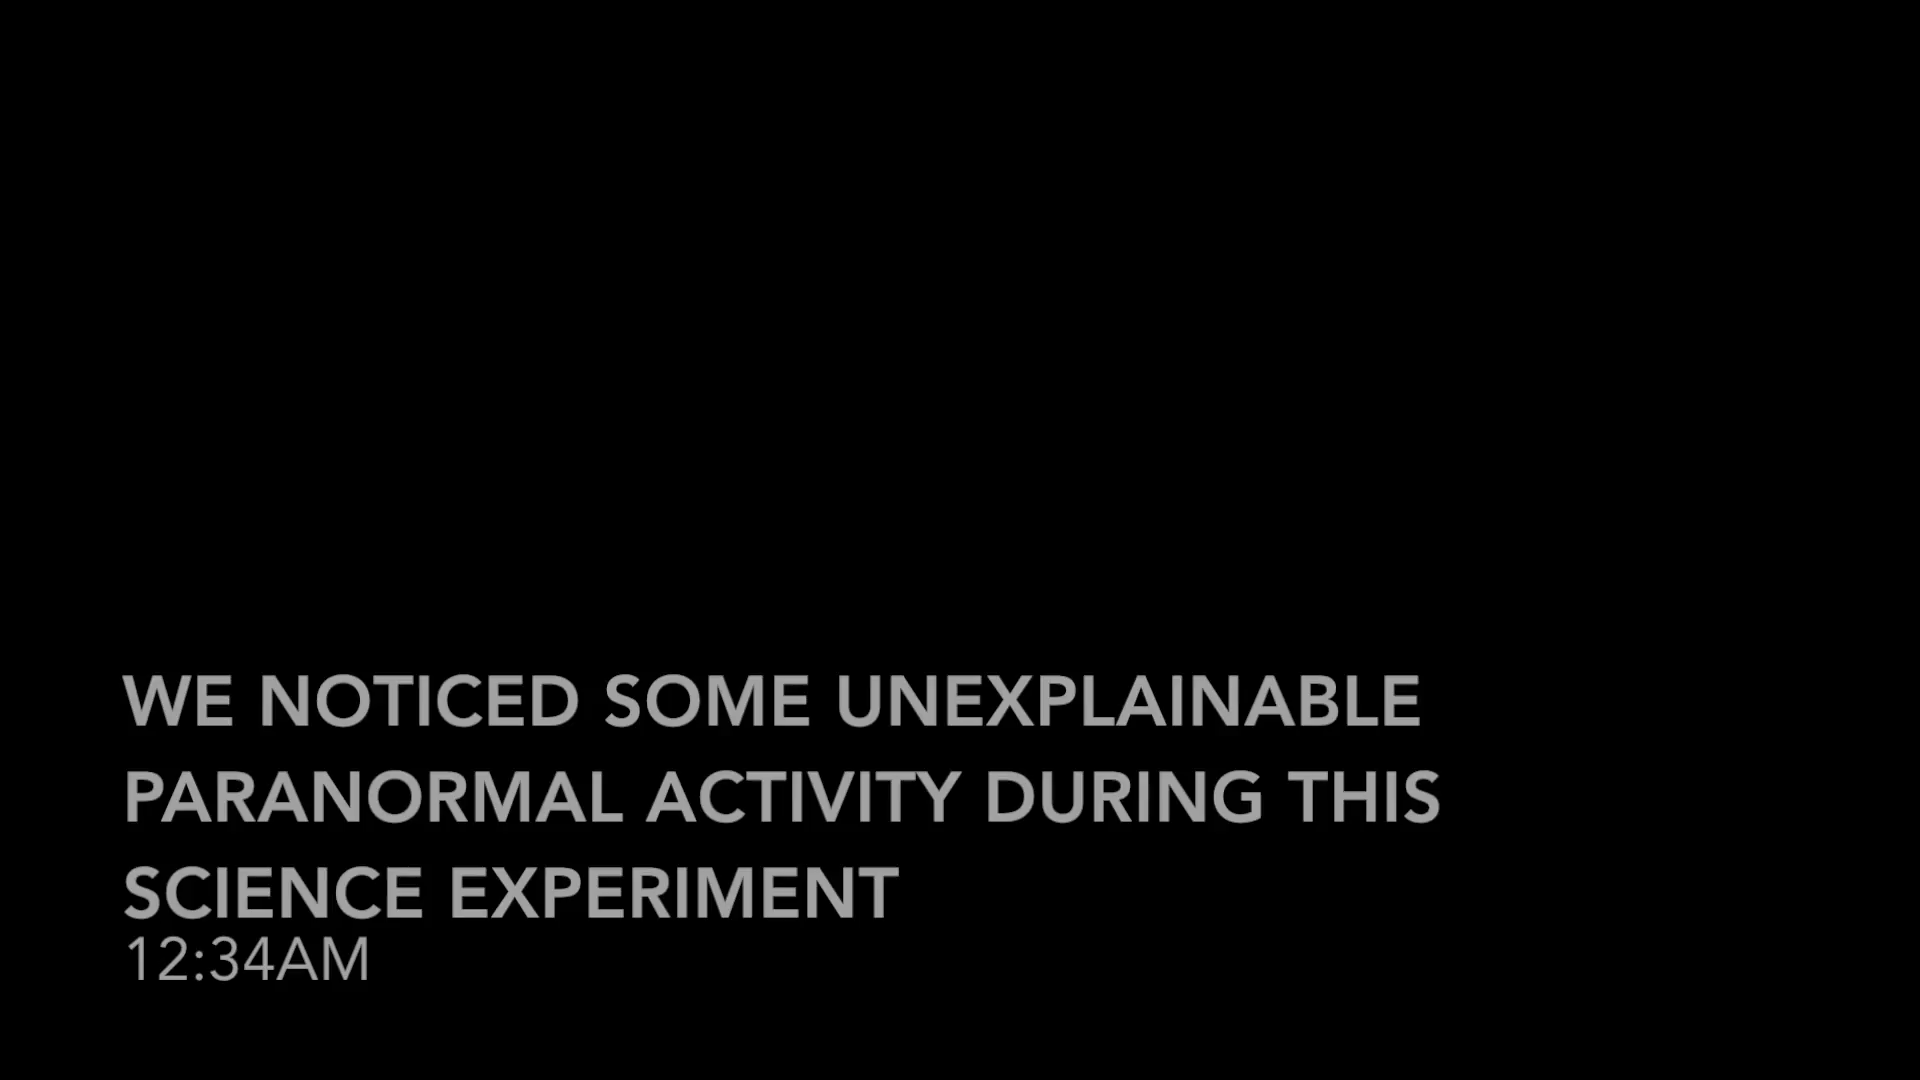 WE NOTICED SOME UNEXPLAINABLE
PARANORMAL ACTIVITY DURING THIS
SCIENCE EXPERIMENT
12:34AM